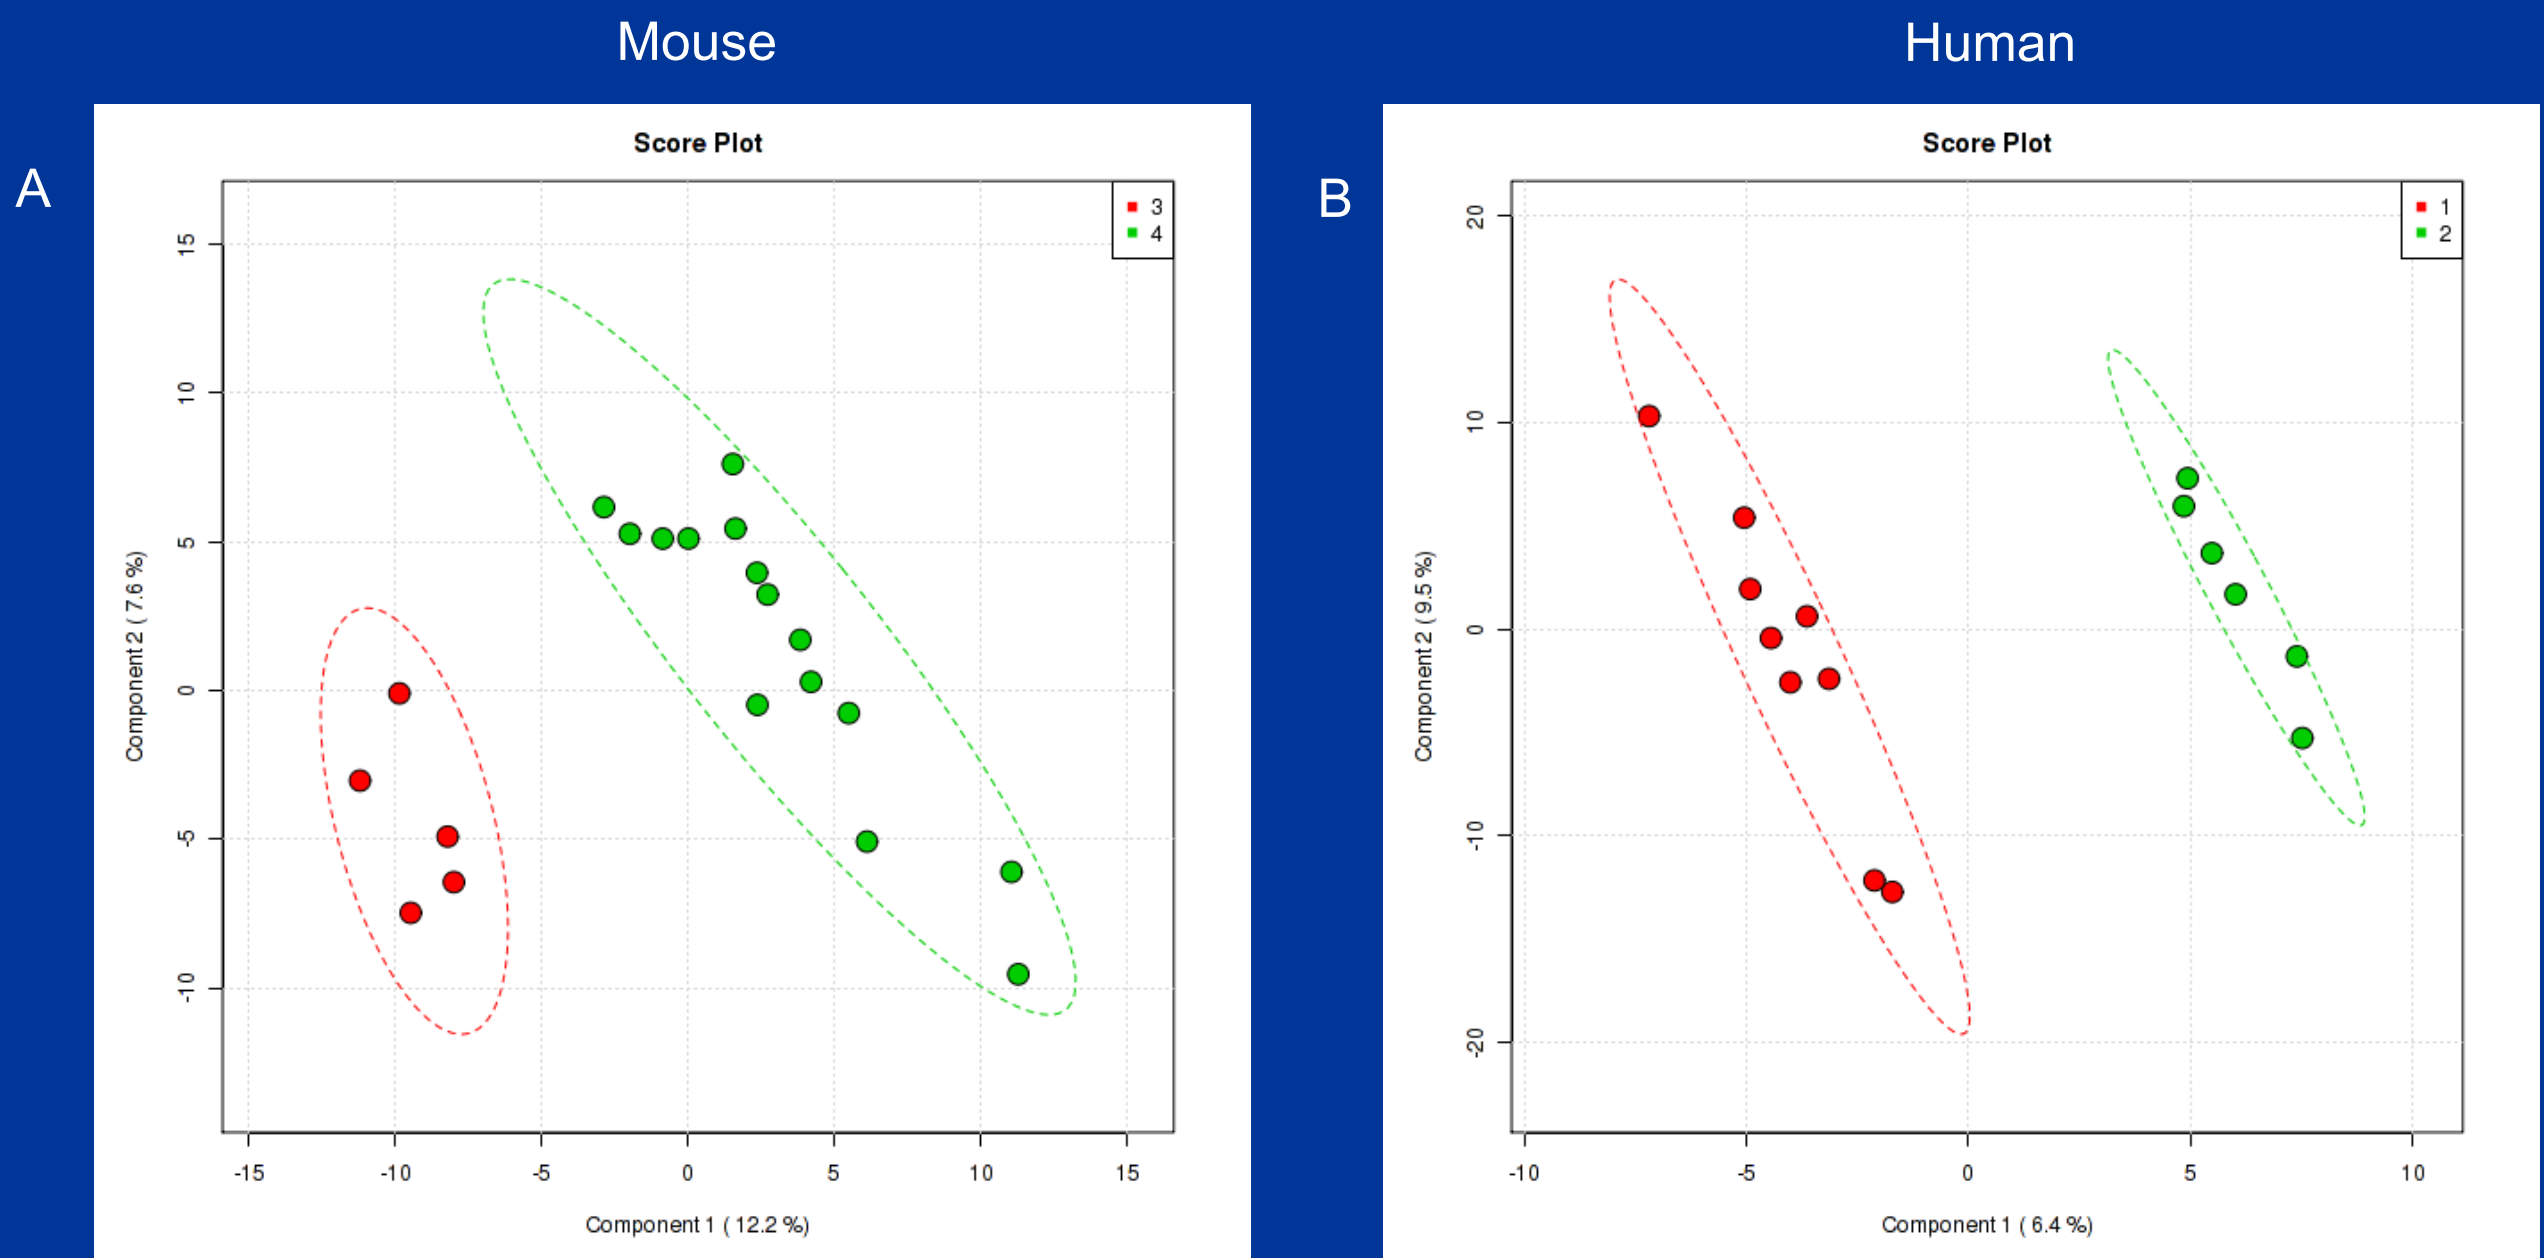 Mouse
Human
A
Score Plot
3
4
15
10
5
0
-5
-10
Component 2 ( 7.6 %)
-15 -10 -5 0 5 10 15
Component 1 ( 12.2 %)
B
Score Plot
1
2
20
10
0
-10
-20
Component 2 ( 9.5 %)
-10 -5 0 5 10
Component 1 ( 6.4 %)